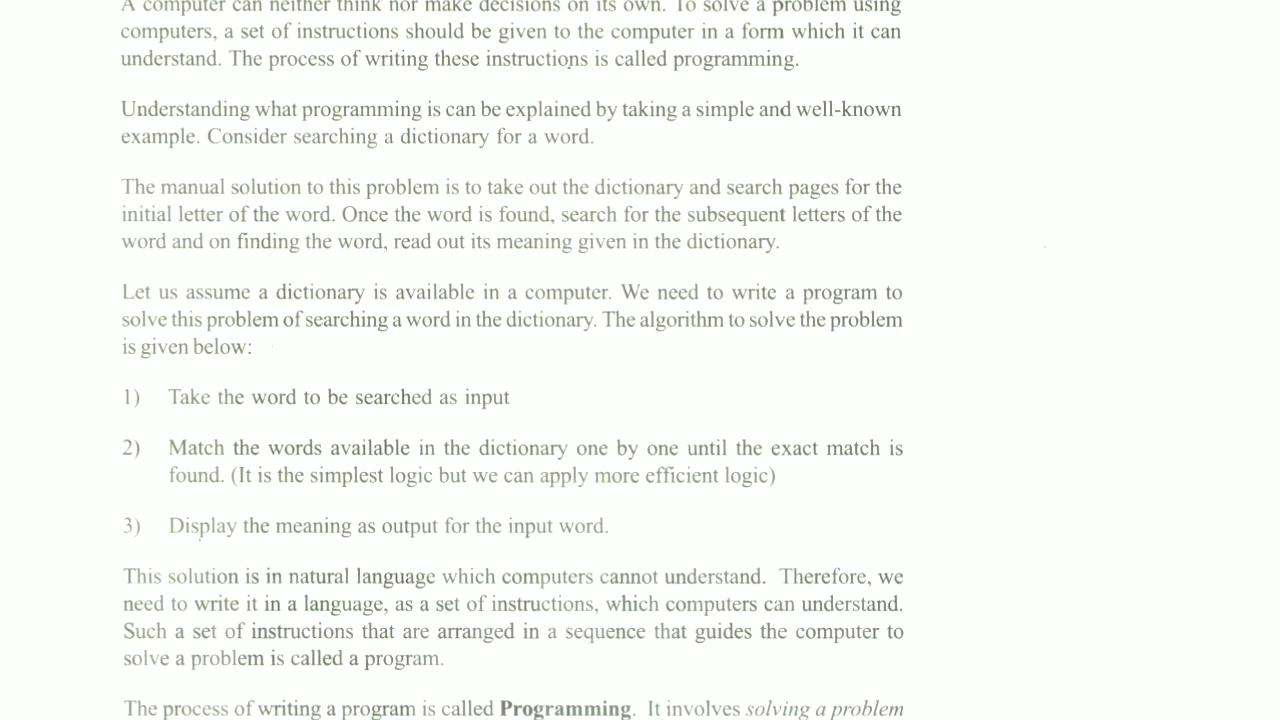 A computer can neither think nor make decisions on its own. To solve a problem using
computers, a set of instructions should be given to the computer in a form which it can
understand. The process of writing these instructions is called programming.
Understanding what programming is can be explained by taking a simple and well-known
example. Consider searching a dictionary for a word.
The manual solution to this problem is to take out the dictionary and search pages for the
initial letter of the word. Once the word is found, search for the subsequent letters of the
word and on finding the word, read out its meaning given in the dictionary.
Let us assume a dictionary is available in a computer. We need to write a program to
solve this problem of searching a word in the dictionary. The algorithm to solve the problem
is given below:
1) Take the word to be searched as input
2) Match the words available in the dictionary one by one until the exact match is
found. (It is the simplest logic but we can apply more efficient logic)
3) Display the meaning as output for the input word.
This solution is in natural language which computers cannot understand. Therefore, we
need to write it in a language, as a set of instructions, which computers can understand.
Such a set of instructions that are arranged in a sequence that guides the computer to
solve a problem is called a program.
The process of writing a program is called Programming. It involves solving a problem